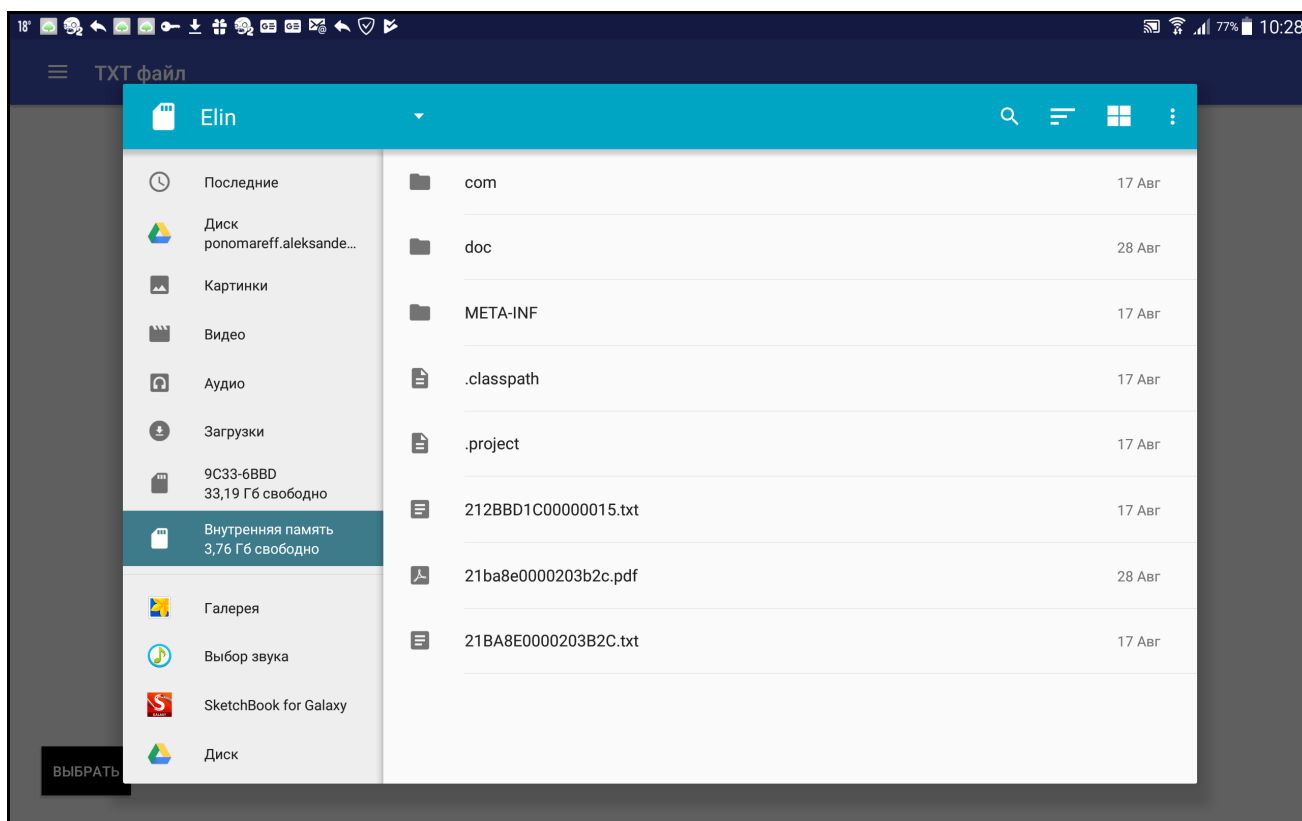 18°
77% 10:28
TXT файл
Elin
Последние
Диск
ponomareff.aleksande...
Картинки
Видео
Аудио
Загрузки
9C33-6BBD
33,19 Гб свободно
Внутренняя память
3,76 Гб свободно
Галерея
Выбор звука
SketchBook for Galaxy
Диск
com 17 Авг
doc 28 Авг
META-INF 17 Авг
.classpath 17 Авг
.project 17 Авг
212BBD1C00000015.txt 17 Авг
21ba8e0000203b2c.pdf 28 Авг
21BA8E0000203B2C.txt 17 Авг
ВЫБРАТЬ